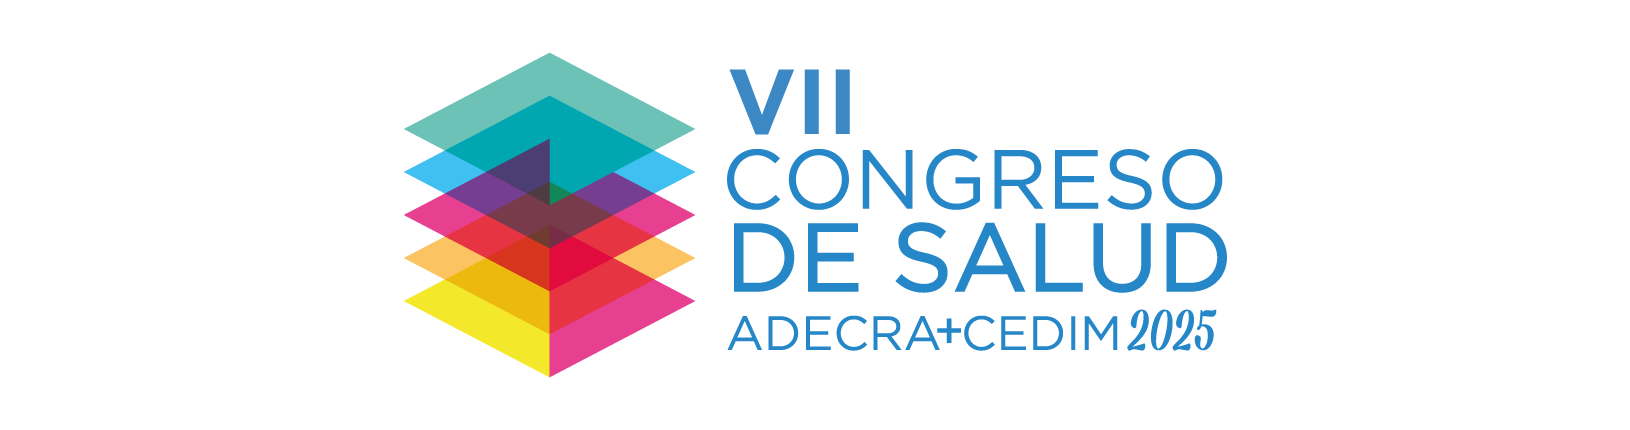 VII
CONGRESO
DE SALUD
ADECRA+CEDIM 2025